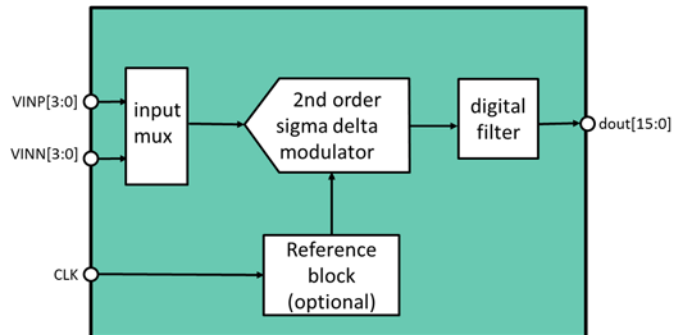 VINP[3:0]
VINN[3:0]
CLK
input
mux
2nd order
sigma delta
modulator
digital
filter
dout[15:0]
Reference
block
(optional)